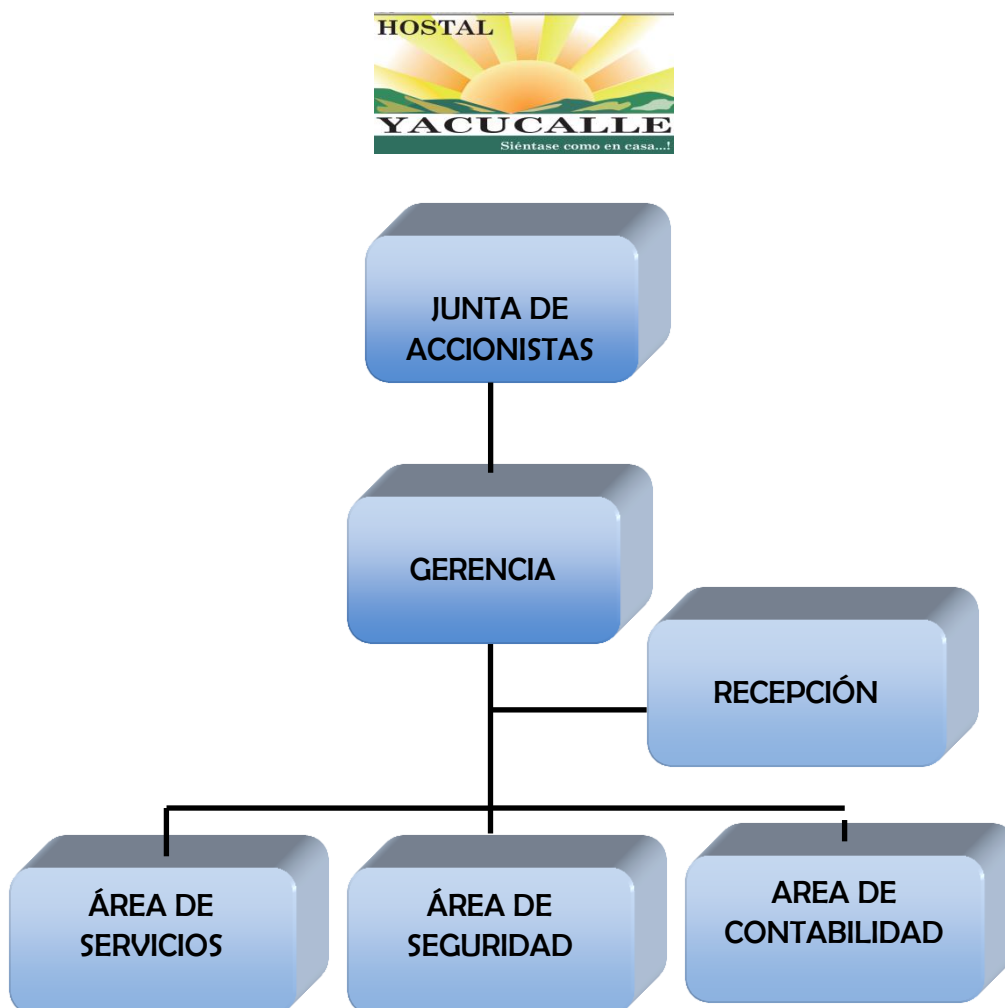 HOSTAL
YACUCALLE
Siéntase como en casa...!
JUNTA DE
ACCIONISTAS
GERENCIA
RECEPCIÓN
ÁREA DE
SERVICIOS
ÁREA DE
SEGURIDAD
AREA DE
CONTABILIDAD